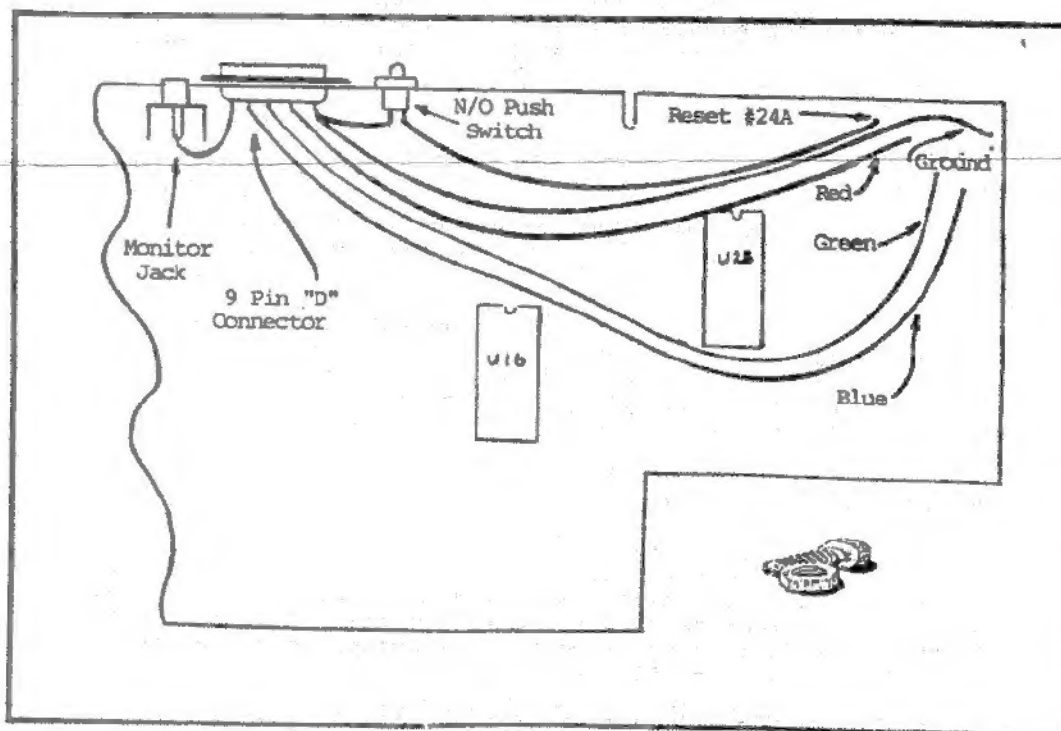 N/O Push
Switch
Reset #24A
Ground
Red
Green
Monitor
Jack
9 Pin "D"
Connector
U16
Blue